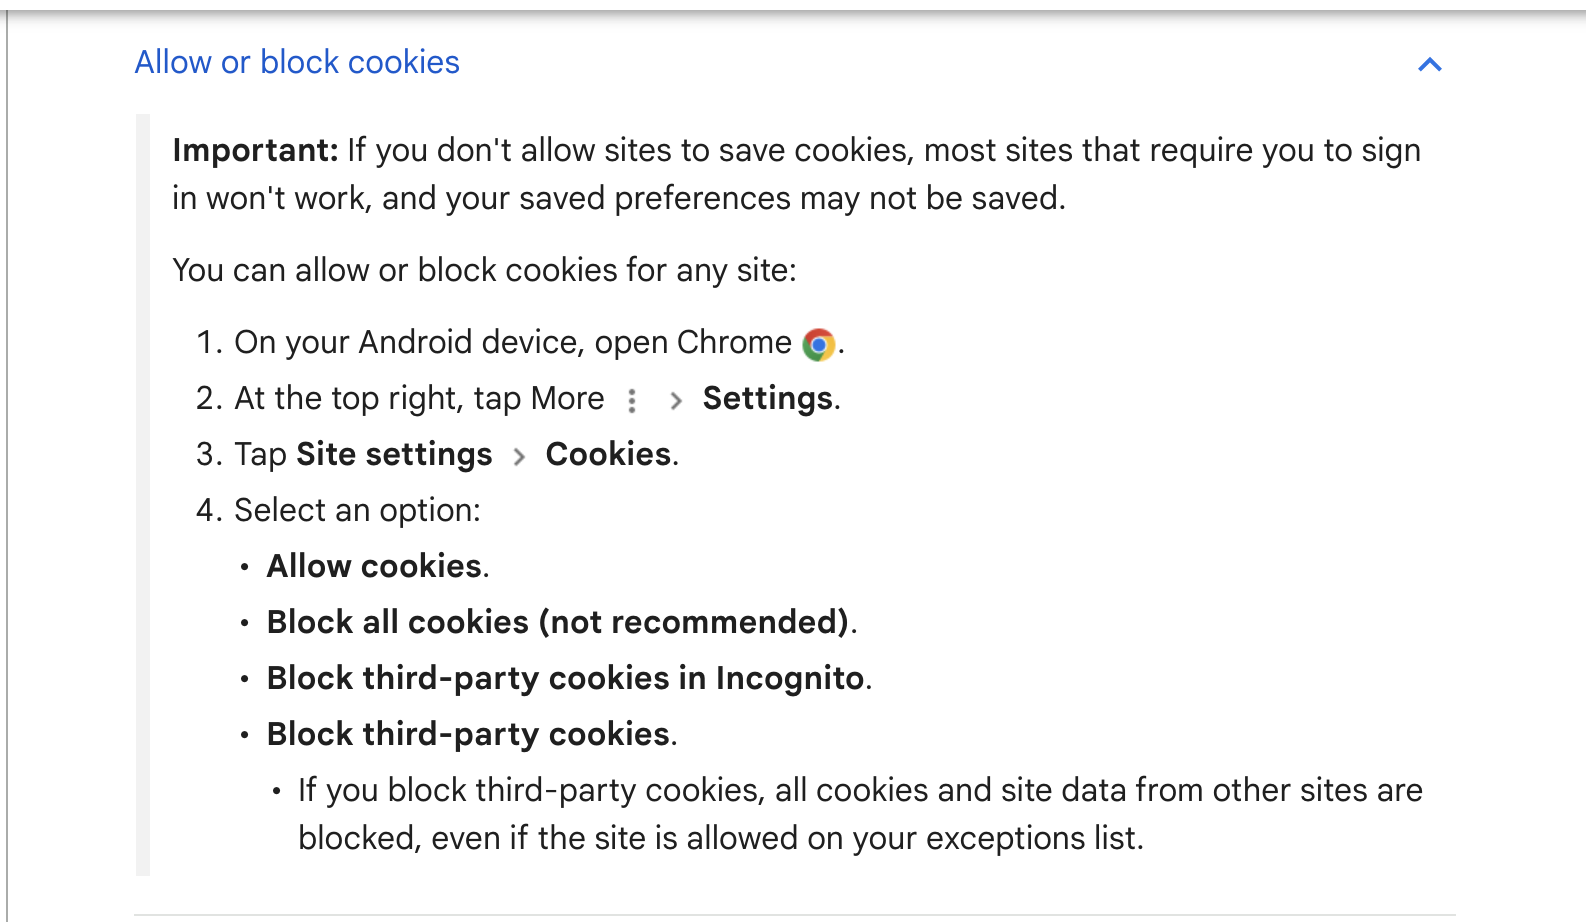 Allow or block cookies
Important: If you don't allow sites to save cookies, most sites that require you to sign
in won't work, and your saved preferences may not be saved.
You can allow or block cookies for any site:
1. On your Android device, open Chrome .
2. At the top right, tap More > Settings.
3. Tap Site settings > Cookies.
4. Select an option:
• Allow cookies.
• Block all cookies (not recommended).
• Block third-party cookies in Incognito.
• Block third-party cookies.
• If you block third-party cookies, all cookies and site data from other sites are
blocked, even if the site is allowed on your exceptions list.